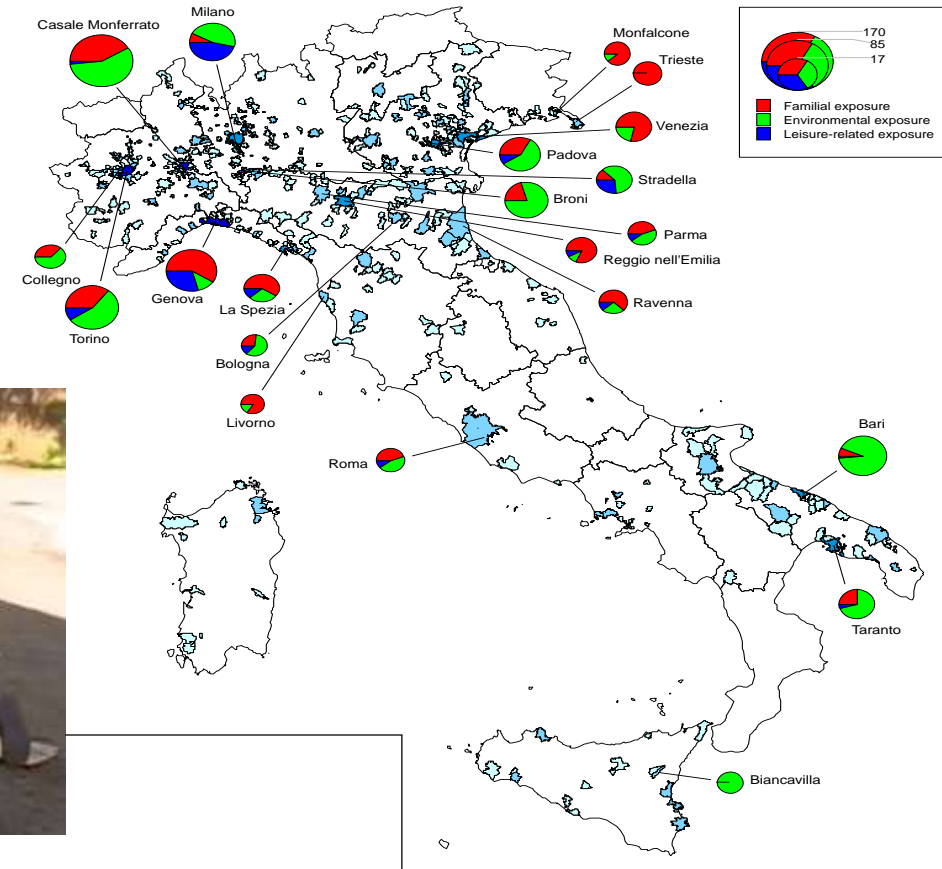 Milano
Casale Monferrato
Monfalcone
Trieste
Venezia
Padova
Stradella
Broni
Parma
Reggio nell'Emilia
Ravenna
Collegno
Genova
La Spezia
Torino
Bologna
Livorno
Roma
Bari
Taranto
Biancavilla
170
85
17
Familial exposure
Environmental exposure
Leisure-related exposure